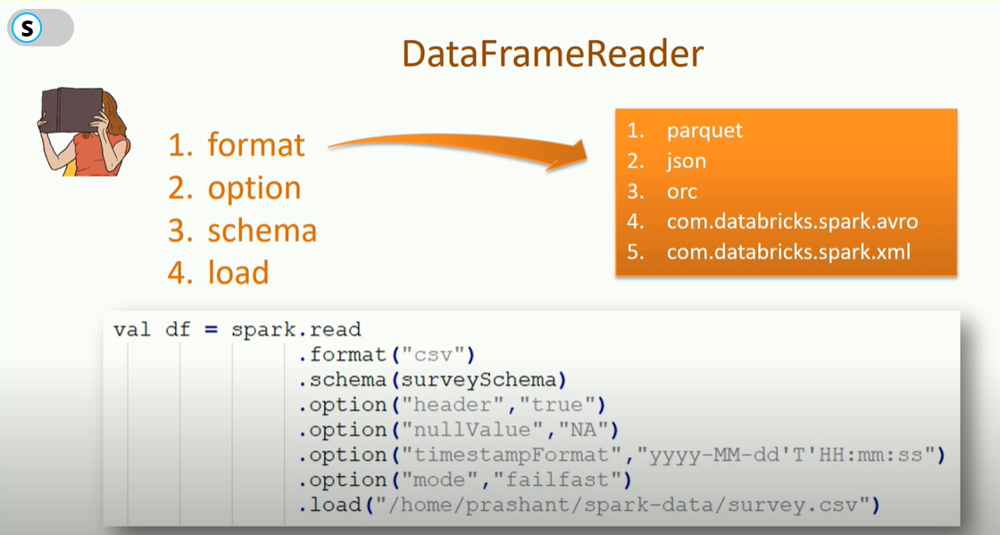 S
DataFrameReader
1. format
2. option
3. schema
4. load
1. parquet
2. json
3. orc
4. com.databricks.spark.avro
5. com.databricks.spark.xml
val df = spark.read
.format("csv")
.schema(surveySchema)
.option("header","true")
.option("nullValue","NA")
.option("timestampFormat","yyyy-MM-dd'T'HH:mm:ss")
.option("mode","failfast")
.load("/home/prashant/spark-data/survey.csv")